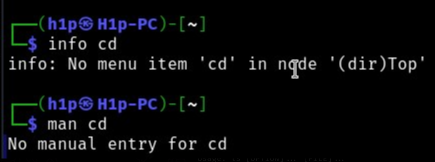 ┌──(h1p㉿H1p-PC)-[~]
└─$ info cd
info: No menu item 'cd' in node '(dir)Top'
┌──(h1p㉿H1p-PC)-[~]
└─$ man cd
No manual entry for cd